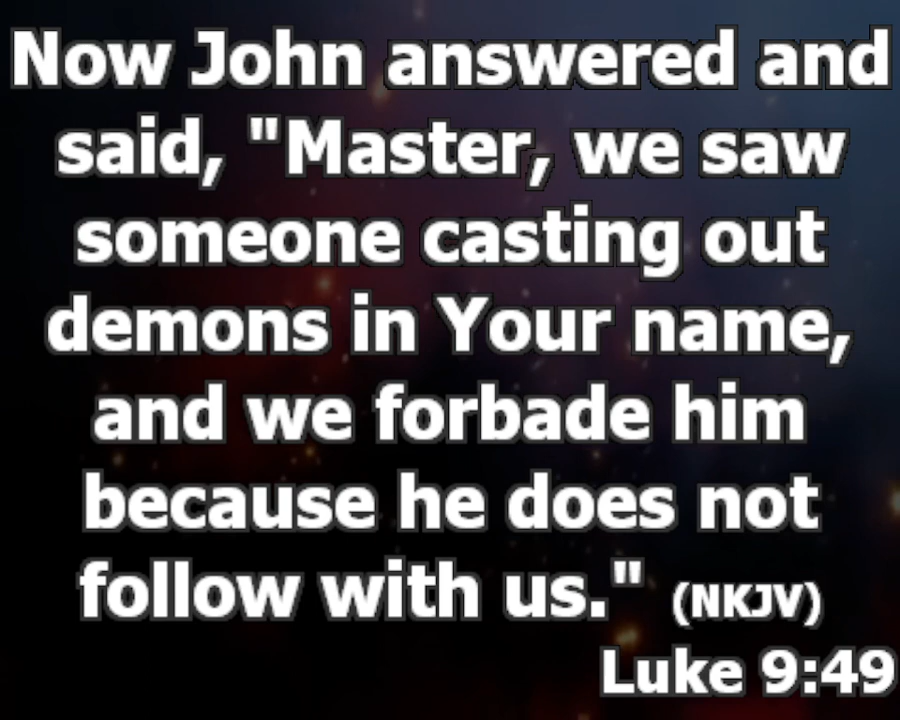 Now John answered and
said, "Master, we saw
someone casting out
demons in Your name,
and we forbade him
because he does not
follow with us." (NKJV)
Luke 9:49